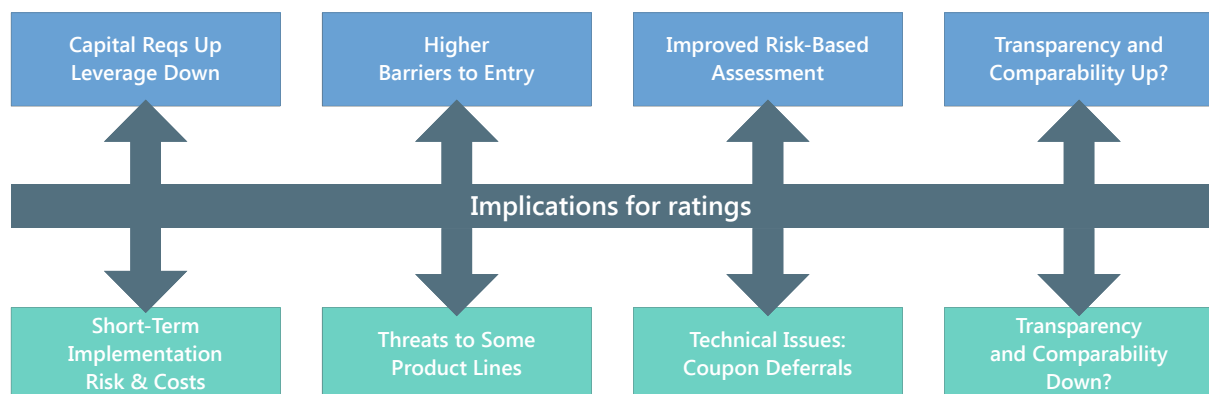 Capital Reqs Up
Leverage Down
Higher
Barriers to Entry
Improved Risk-Based
Assessment
Transparency and
Comparability Up?
Implications for ratings
Short-Term
Implementation
Risk & Costs
Threats to Some
Product Lines
Technical Issues:
Coupon Deferrals
Transparency
and Comparability
Down?